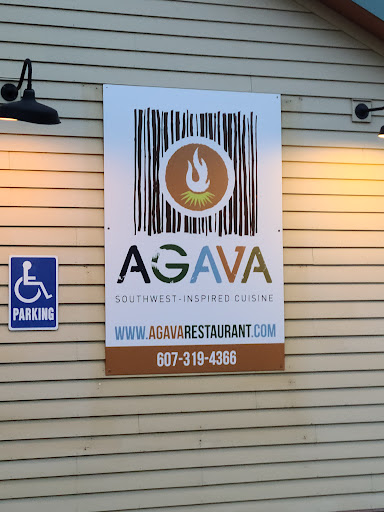 AGAVA
SOUTHWEST-INSPIRED CUISINE
WWW.AGAVARESTAURANT.COM
607-319-4366
PARKING